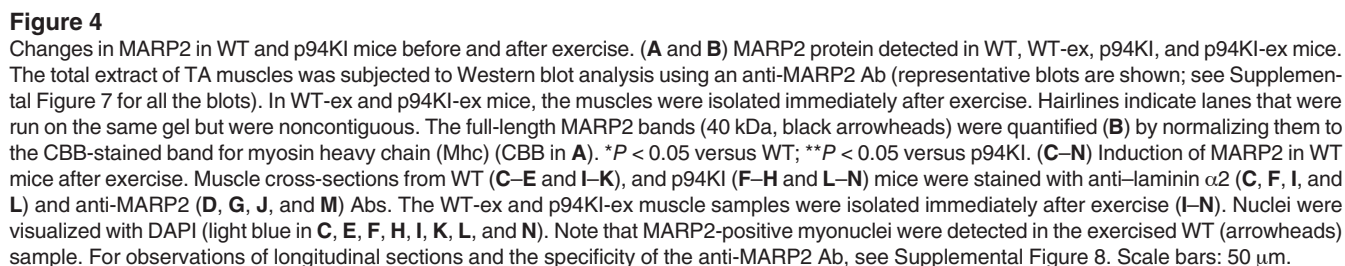 Figure 4
Changes in MARP2 in WT and p94KI mice before and after exercise. (A and B) MARP2 protein detected in WT, WT-ex, p94KI, and p94KI-ex mice.
The total extract of TA muscles was subjected to Western blot analysis using an anti-MARP2 Ab (representative blots are shown; see Supplemen-
tal Figure 7 for all the blots). In WT-ex and p94KI-ex mice, the muscles were isolated immediately after exercise. Hairlines indicate lanes that were
run on the same gel but were noncontiguous. The full-length MARP2 bands (40 kDa, black arrowheads) were quantified (B) by normalizing them to
the CBB-stained band for myosin heavy chain (Mhc) (CBB in A). *P < 0.05 versus WT; **P < 0.05 versus p94KI. (C–N) Induction of MARP2 in WT
mice after exercise. Muscle cross-sections from WT (C–E and I–K), and p94KI (F–H and L–N) mice were stained with anti–laminin α2 (C, F, I, and
L) and anti-MARP2 (D, G, J, and M) Abs. The WT-ex and p94KI-ex muscle samples were isolated immediately after exercise (I–N). Nuclei were
visualized with DAPI (light blue in C, E, F, H, I, K, L, and N). Note that MARP2-positive myonuclei were detected in the exercised WT (arrowheads)
sample. For observations of longitudinal sections and the specificity of the anti-MARP2 Ab, see Supplemental Figure 8. Scale bars: 50 μm.